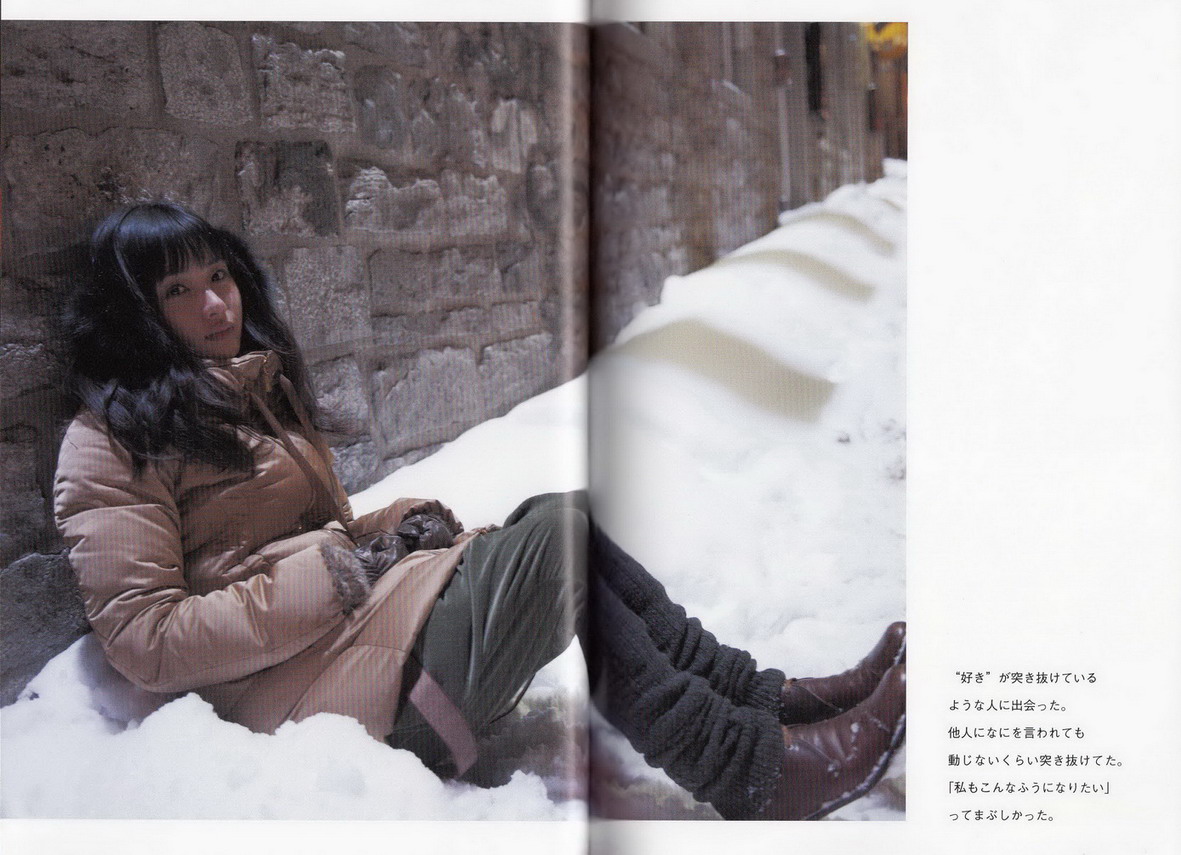 “好き”が突き抜けている
ような人に出会った。
他人になにを言われても
動じないくらい突き抜けてた。
「私もこんなふうになりたい」
ってまぶしかった。